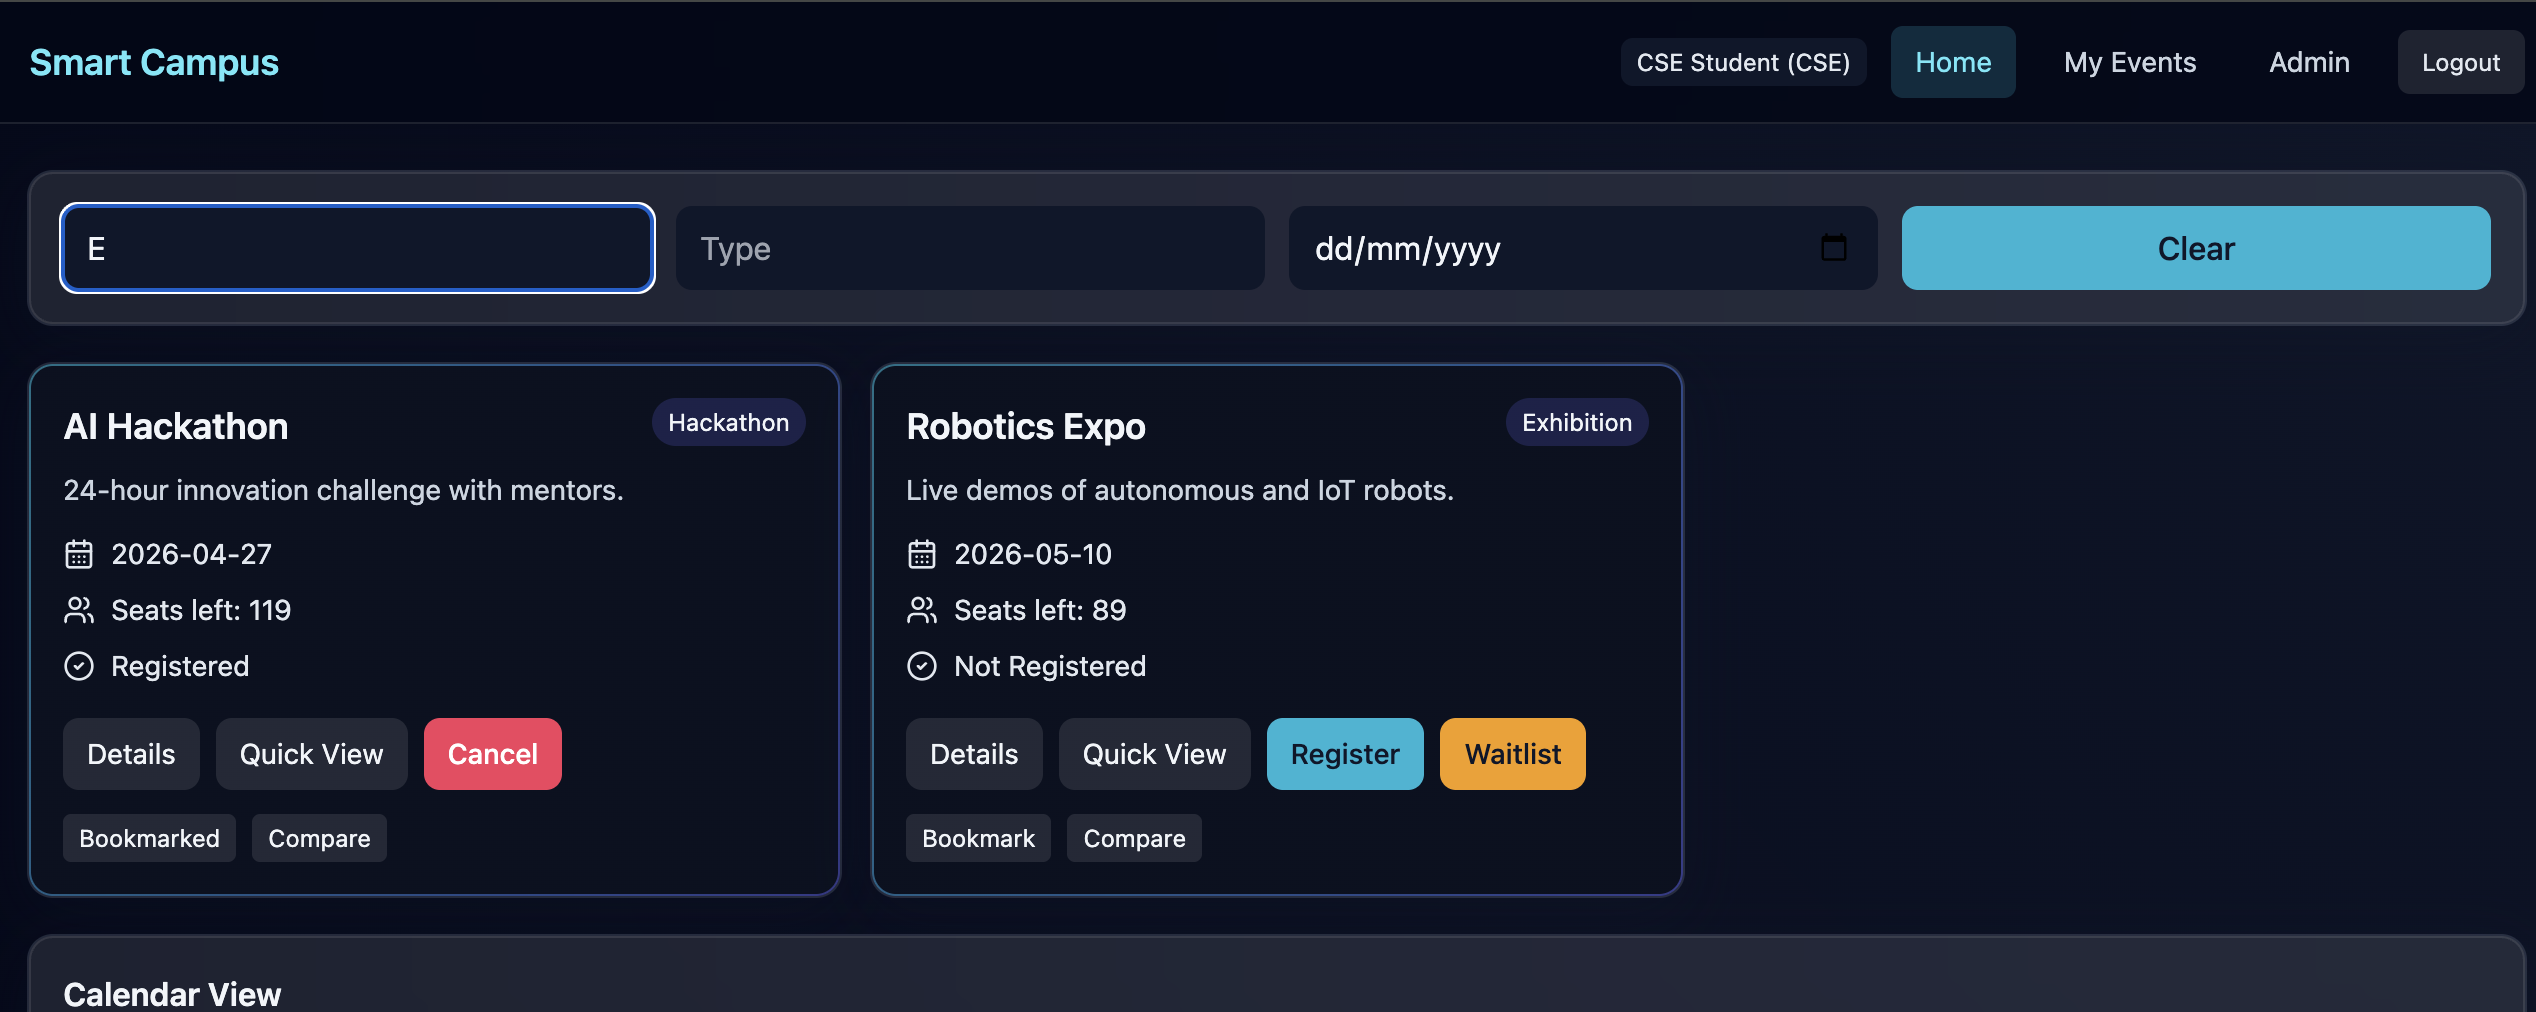 Smart Campus
CSE Student (CSE)
Home
My Events
Admin
Logout
E
Type
dd/mm/yyyy
Clear
AI Hackathon
Hackathon
24-hour innovation challenge with mentors.
2026-04-27
Seats left: 119
Registered
Details
Quick View
Cancel
Bookmarked
Compare
Robotics Expo
Exhibition
Live demos of autonomous and IoT robots.
2026-05-10
Seats left: 89
Not Registered
Details
Quick View
Register
Waitlist
Bookmark
Compare
Calendar View